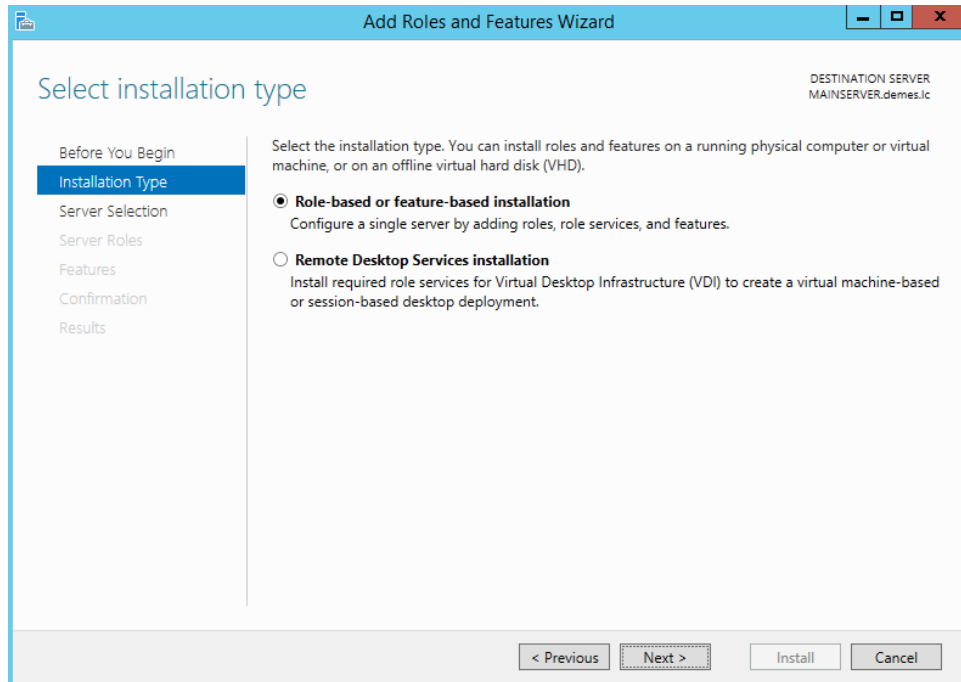 Add Roles and Features Wizard
Select installation type
DESTINATION SERVER
MAINSERVER.demes.lc
Before You Begin
Installation Type
Server Selection
Server Roles
Features
Confirmation
Results
Select the installation type. You can install roles and features on a running physical computer or virtual
machine, or on an offline virtual hard disk (VHD).
Role-based or feature-based installation
Configure a single server by adding roles, role services, and features.
Remote Desktop Services installation
Install required role services for Virtual Desktop Infrastructure (VDI) to create a virtual machine-based
or session-based desktop deployment.
< Previous
Next >
Install
Cancel